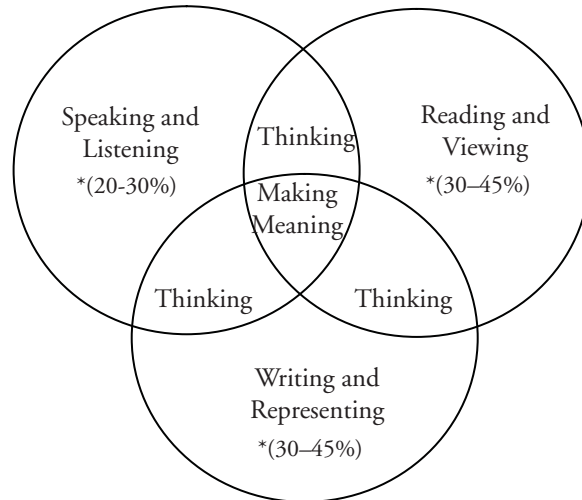 Speaking and
Listening
*(20-30%)
Thinking
Reading and
Viewing
*(30–45%)
Making
Meaning
Thinking
Thinking
Writing and
Representing
*(30–45%)